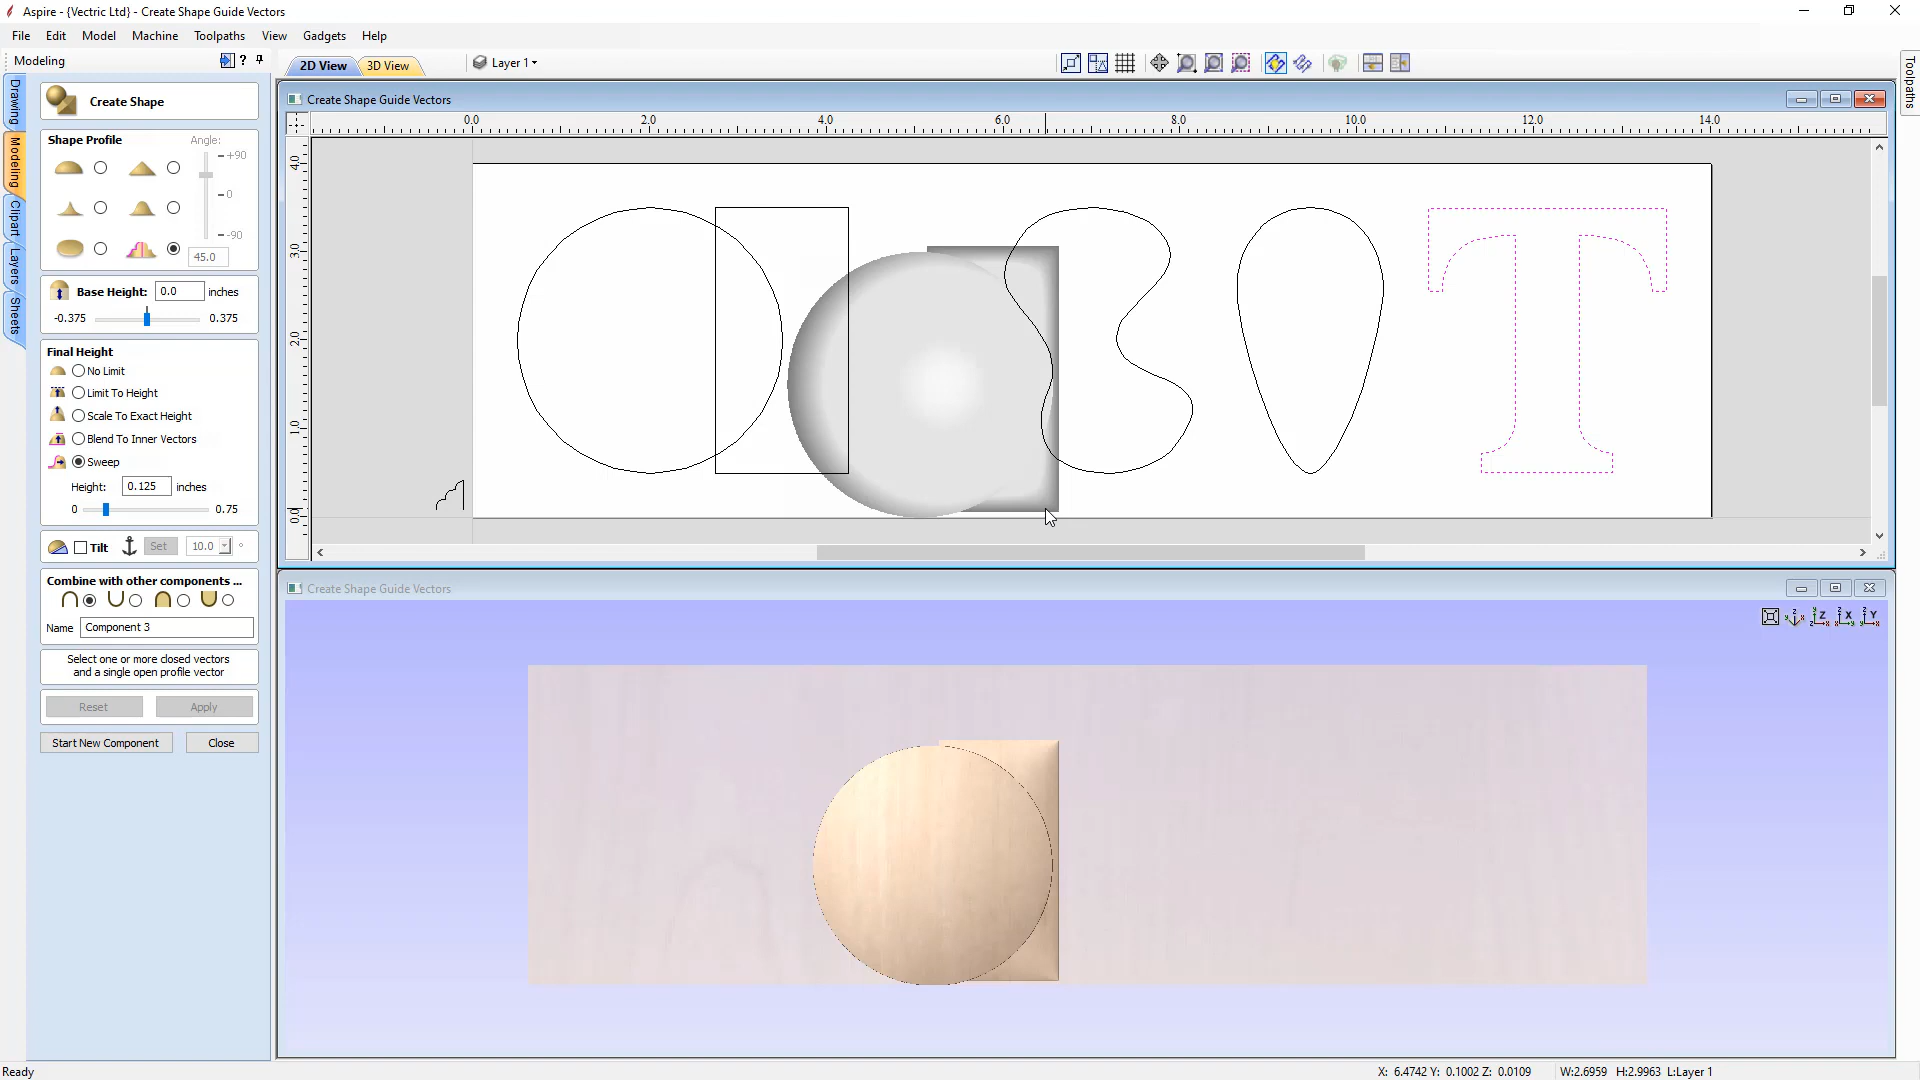 Aspire - {Vectric Ltd} - Create Shape Guide Vectors
File Edit Model Machine Toolpaths View Gadgets Help
Modeling
2D View
3D View
Layer 1
Toolpaths
Drawing
Modeling
Clipart
Layers
Sheets
Create Shape
Shape Profile
Angle:
+90
0
-90
45.0
Base Height: 0.0 inches
-0.375
0.375
Final Height
No Limit
Limit To Height
Scale To Exact Height
Blend To Inner Vectors
Sweep
Height: 0.125 inches
0
0.75
Tilt
Set
10.0 °
Combine with other components ...
Name Component 3
Select one or more closed vectors
and a single open profile vector
Reset
Apply
Start New Component
Close
Create Shape Guide Vectors
0.0 2.0 4.0 6.0 8.0 10.0 12.0 14.0
4.0
3.0
2.0
1.0
0.0
Create Shape Guide Vectors
Z X Y
Ready
X: 6.4742 Y: 0.1002 Z: 0.0109
W:2.6959 H:2.9963 L:Layer 1